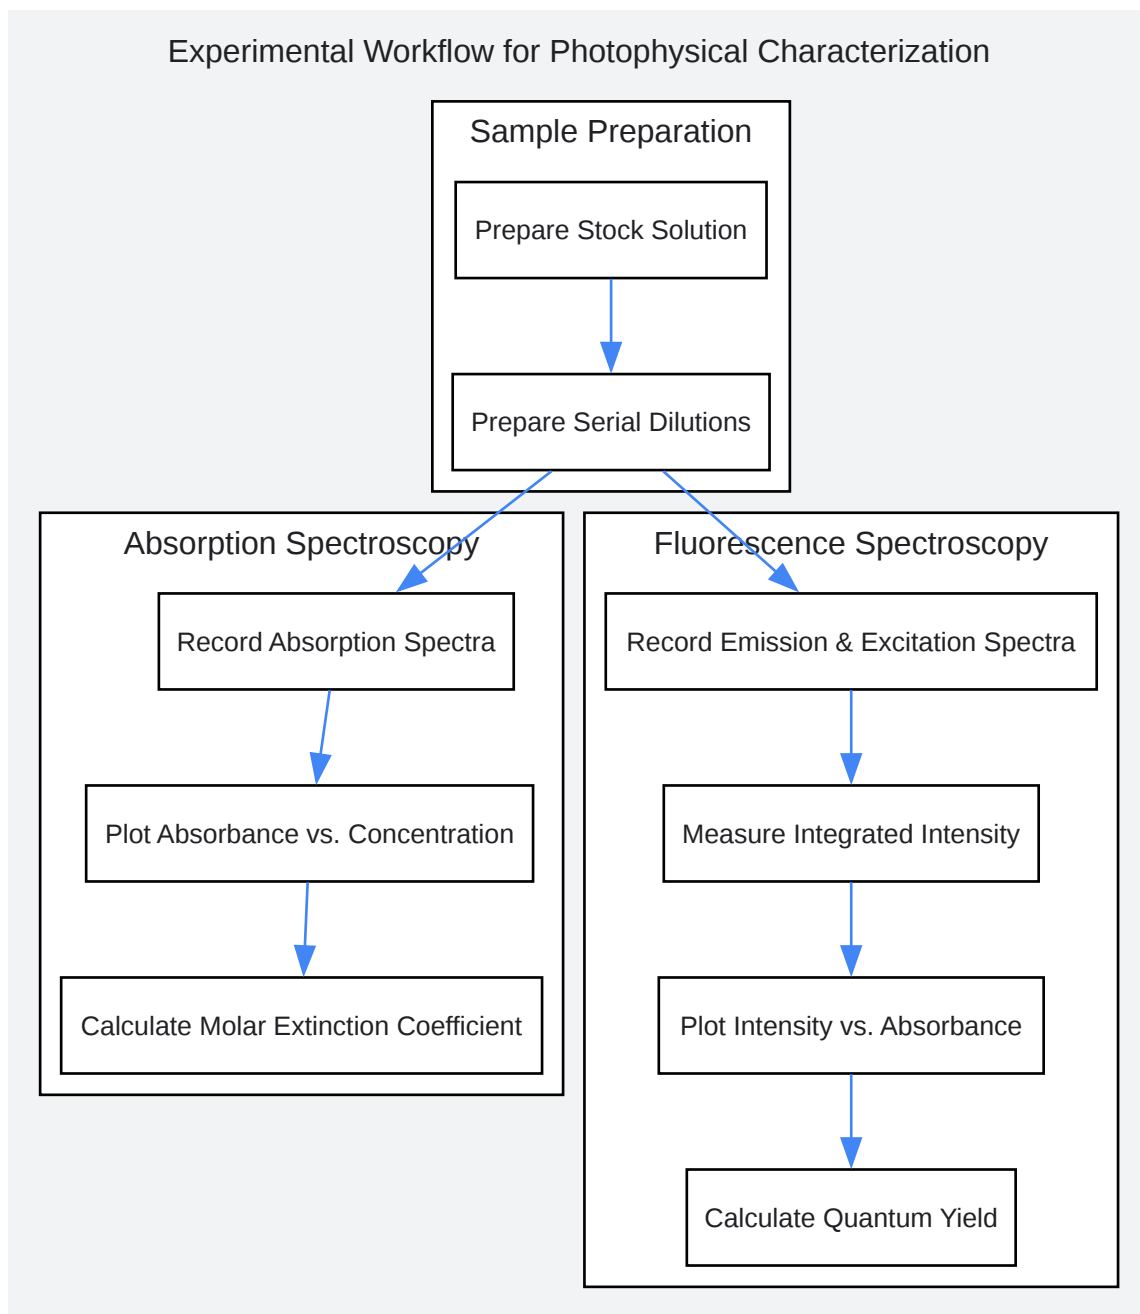 Experimental Workflow for Photophysical Characterization
Sample Preparation
Prepare Stock Solution
Prepare Serial Dilutions
Absorption Spectroscopy
Record Absorption Spectra
Plot Absorbance vs. Concentration
Calculate Molar Extinction Coefficient
Fluorescence Spectroscopy
Record Emission & Excitation Spectra
Measure Integrated Intensity
Plot Intensity vs. Absorbance
Calculate Quantum Yield